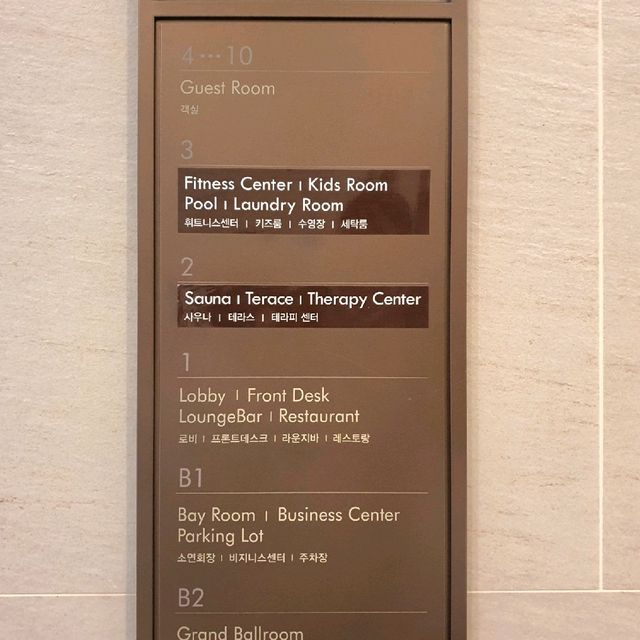 4···10
Guest Room
객실
3
Fitness Center | Kids Room
Pool | Laundry Room
휘트니스센터 | 키즈룸 | 수영장 | 세탁룸
2
Sauna | Terace | Therapy Center
사우나 | 테라스 | 테라피 센터
1
Lobby | Front Desk
LoungeBar | Restaurant
로비 | 프론트데스크 | 라운지바 | 레스토랑
B1
Bay Room | Business Center
Parking Lot
소연회장 | 비지니스센터 | 주차장
B2
Grand Ballroom